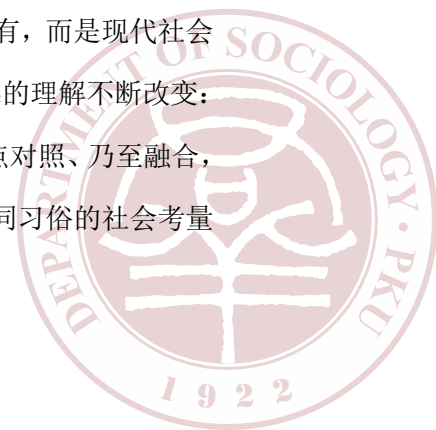 有，而是现代社会
的理解不断改变：
点对照、乃至融合，
同习俗的社会考量
DEPARTMENT OF SOCIOLOGY · PKU
1922